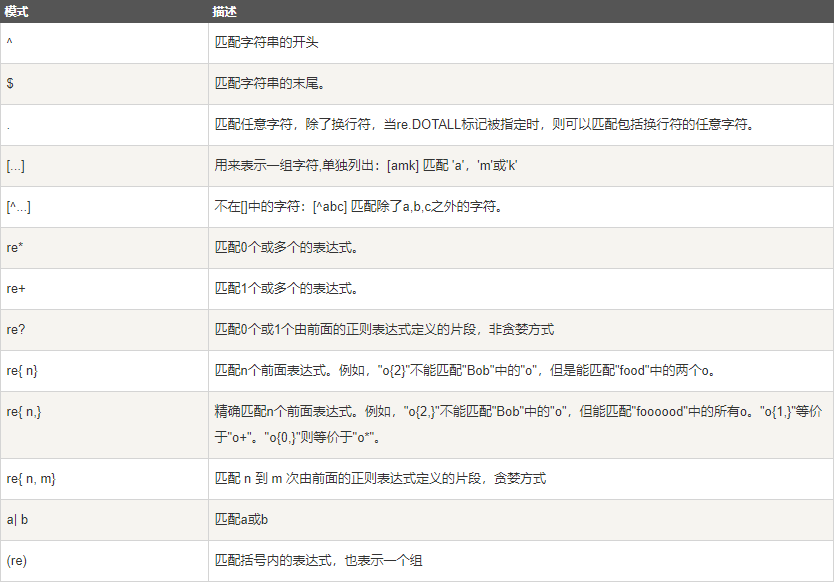 模式 描述
^ 匹配字符串的开头
$ 匹配字符串的末尾。
. 匹配任意字符，除了换行符，当re.DOTALL标记被指定时，则可以匹配包括换行符的任意字符。
[...] 用来表示一组字符,单独列出：[amk] 匹配 'a'，'m'或'k'
[^...] 不在[]中的字符：[^abc] 匹配除了a,b,c之外的字符。
re* 匹配0个或多个的表达式。
re+ 匹配1个或多个的表达式。
re? 匹配0个或1个由前面的正则表达式定义的片段，非贪婪方式
re{ n} 匹配n个前面表达式。例如，"o{2}"不能匹配"Bob"中的"o"，但是能匹配"food"中的两个o。
re{ n,} 精确匹配n个前面表达式。例如，"o{2,}"不能匹配"Bob"中的"o"，但能匹配"foooood"中的所有o。"o{1,}"等价
于"o+"。"o{0,}"则等价于"o*"。
re{ n, m} 匹配 n 到 m 次由前面的正则表达式定义的片段，贪婪方式
a| b 匹配a或b
(re) 匹配括号内的表达式，也表示一个组